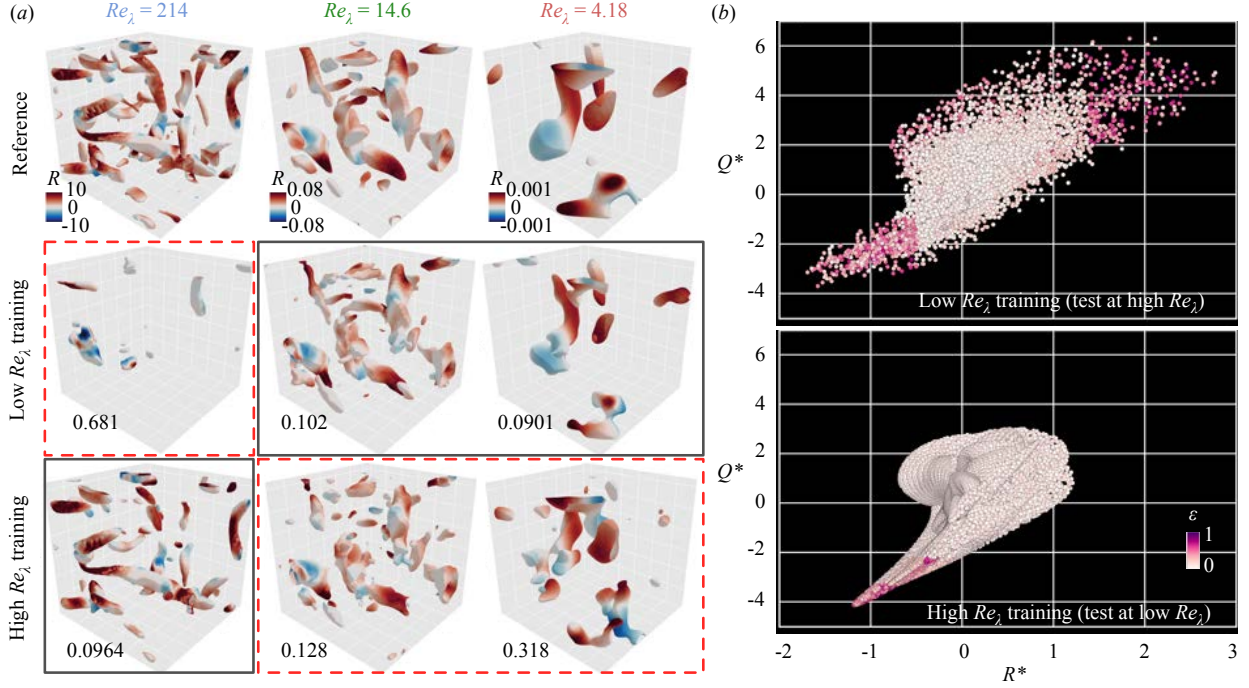 (a)
Re_λ = 214
Re_λ = 14.6
Re_λ = 4.18
Reference
R 10
0
-10
R 0.08
0
-0.08
R 0.001
0
-0.001
Low Re_λ training
0.681
0.102
0.0901
High Re_λ training
0.0964
0.128
0.318
(b)
6
4
2
Q*
0
-2
-4
Low Re_λ training (test at high Re_λ)
6
4
2
Q*
0
-2
-4
ε
1
0
High Re_λ training (test at low Re_λ)
-2 -1 0 1 2 3
R*